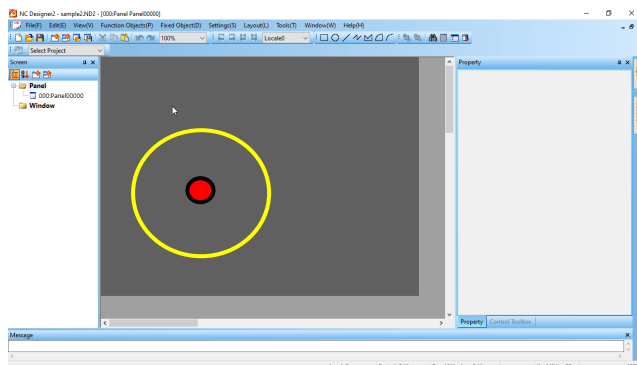 NC Designer2 - sample2.ND2 - [000:Panel Panel00000]
File(F) Edit(E) View(V) Function Objects(P) Fixed Object(D) Settings(S) Layout(L) Tools(T) Window(W) Help(H)
100% Locale0
Select Project
Screen
Property
Panel
000:Panel00000
Window
Property Control Toolbox
Message